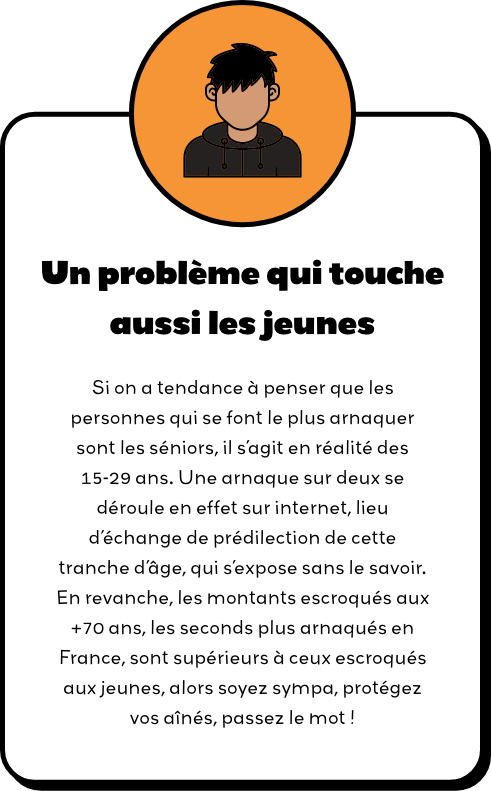 Un problème qui touche
aussi les jeunes
Si on a tendance à penser que les
personnes qui se font le plus arnaquer
sont les séniors, il s'agit en réalité des
15-29 ans. Une arnaque sur deux se
déroule en effet sur internet, lieu
d'échange de prédilection de cette
tranche d'âge, qui s'expose sans le savoir.
En revanche, les montants escroqués aux
+70 ans, les seconds plus arnaqués en
France, sont supérieurs à ceux escroqués
aux jeunes, alors soyez sympa, protégez
vos aînés, passez le mot !